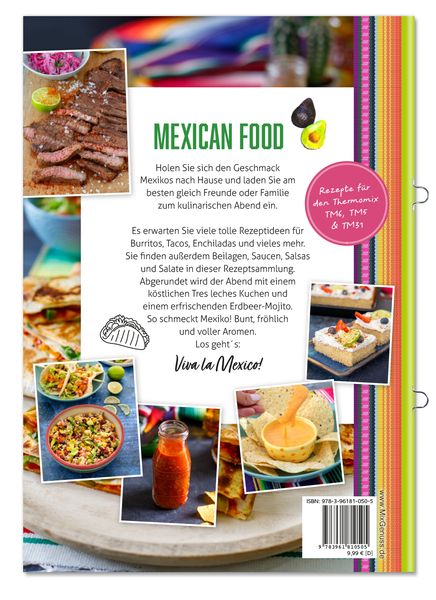 MEXICAN FOOD
Holen Sie sich den Geschmack
Mexikos nach Hause und laden Sie am
besten gleich Freunde oder Familie
zum kulinarischen Abend ein.
Rezepte für
den Thermomix
TM6, TM5
& TM31
Es erwarten Sie viele tolle Rezeptideen für
Burritos, Tacos, Enchiladas und vieles mehr.
Sie finden außerdem Beilagen, Saucen, Salsas
und Salate in dieser Rezeptsammlung.
Abgerundet wird der Abend mit einem
köstlichen Tres leches Kuchen und
einem erfrischenden Erdbeer-Mojito.
So schmeckt Mexiko! Bunt, fröhlich
und voller Aromen.
Los geht´s:
Viva la Mexico!
ISBN: 978-3-96181-050-5
9 783961 810505
9,99 € [D]
www.MixGenuss.de